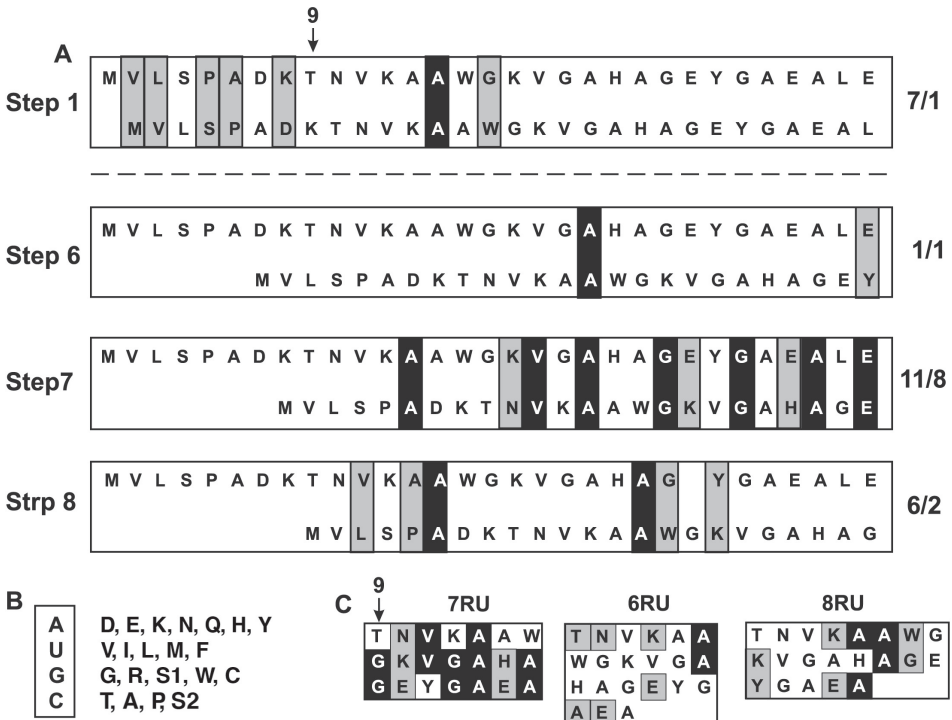 9
A
M V L S P A D K T N V K A A W G K V G A H A G E Y G A E A L E
Step 1
7/1
M V L S P A D K T N V K A A W G K V G A H A G E Y G A E A L
M V L S P A D K T N V K A A W G K V G A H A G E Y G A E A L E
Step 6
1/1
M V L S P A D K T N V K A A W G K V G A H A G E Y
M V L S P A D K T N V K A A W G K V G A H A G E Y G A E A L E
Step7
11/8
M V L S P A D K T N V K A A W G K V G A H A G E
M V L S P A D K T N V K A A W G K V G A H A G Y G A E A L E
Strp 8
6/2
M V L S P A D K T N V K A A W G K V G A H A G
B
A D, E, K, N, Q, H, Y
U V, I, L, M, F
G G, R, S1, W, C
C T, A, P, S2
C
9
7RU
T N V K A A W
G K V G A H A
G E Y G A E A
6RU
T N V K A A
W G K V G A
H A G E Y G
A E A
8RU
T N V K A A W G
K V G A H A G E
Y G A E A